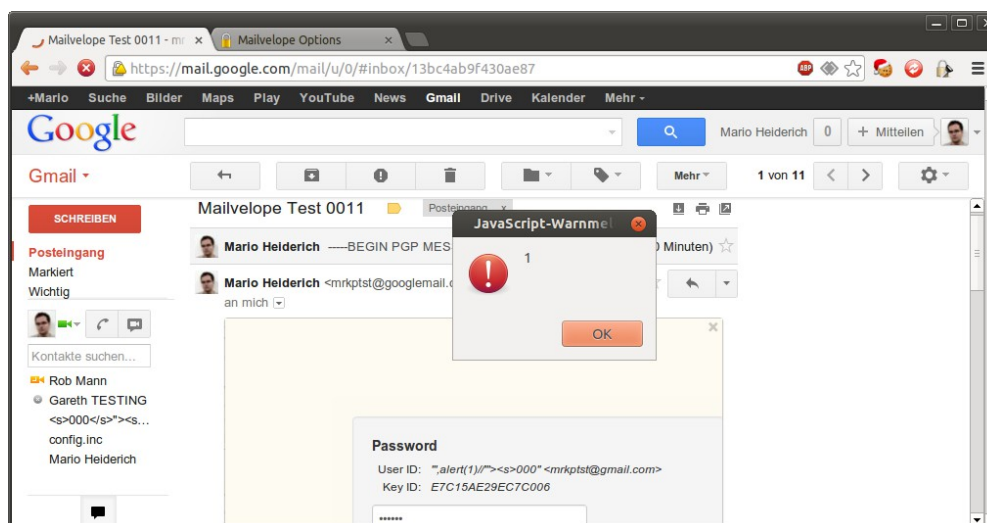 Mailvelope Test 0011 - mr
Mailvelope Options
https://mail.google.com/mail/u/0/#inbox/13bc4ab9f430ae87
+Mario Suche Bilder Maps Play YouTube News Gmail Drive Kalender Mehr
Google
Mario Heiderich 0 + Mitteilen
Gmail
Mehr
1 von 11
SCHREIBEN
Mailvelope Test 0011
Posteingang x
JavaScript-Warnmel
1
OK
Posteingang
Markiert
Wichtig
Mario Heiderich -----BEGIN PGP MES
Minuten)
Mario Heiderich <mrkptst@googlemail.c
an mich
Kontakte suchen...
Rob Mann
Gareth TESTING
<s>000</s>"><s...
config.inc
Mario Heiderich
Password
User ID: "',alert(1)//'"><s>000" <mrkptst@gmail.com>
Key ID: E7C15AE29EC7C006
••••••